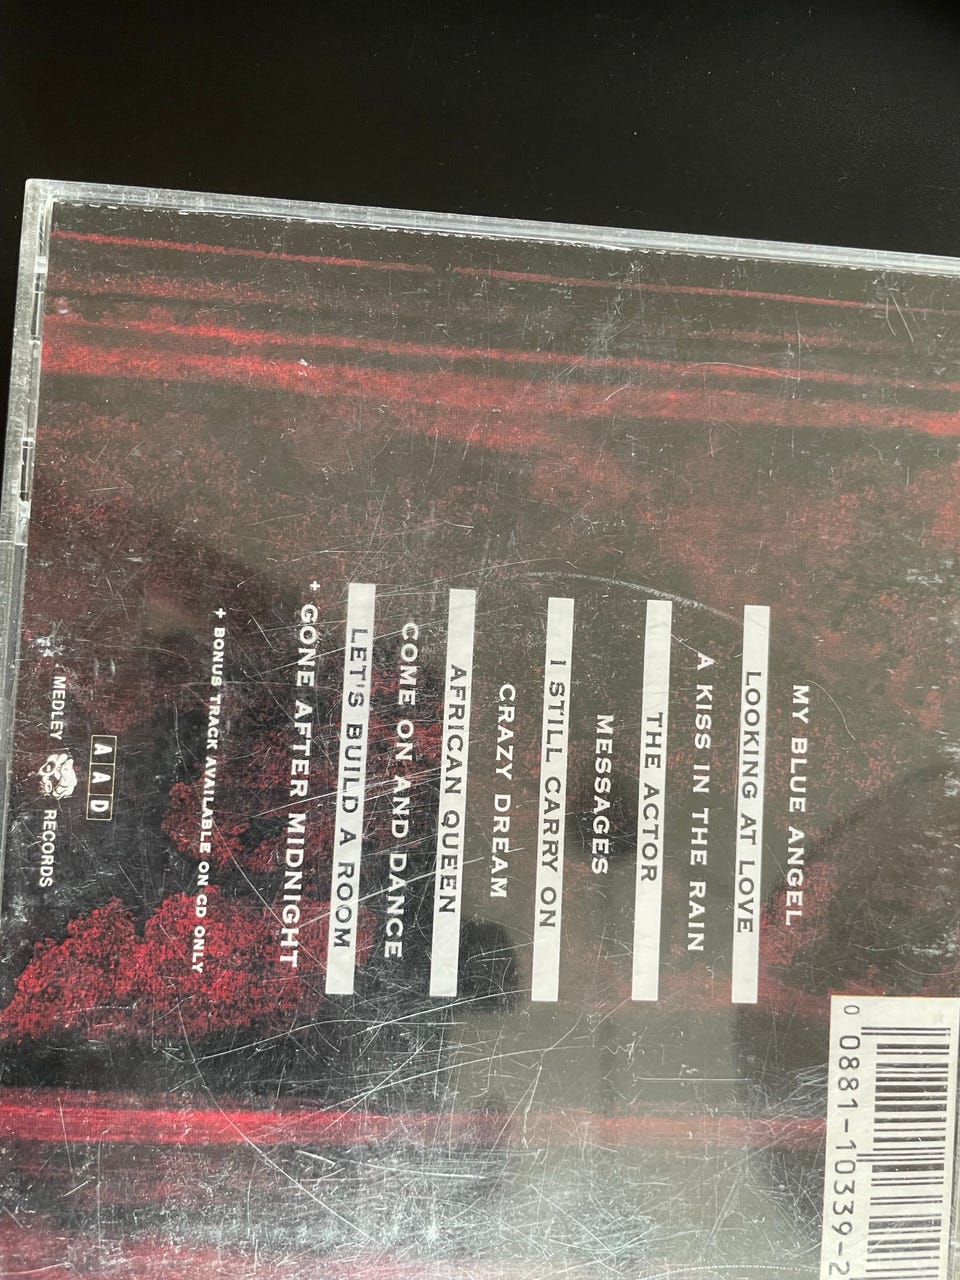 MY BLUE ANGEL
LOOKING AT LOVE
A KISS IN THE RAIN
THE ACTOR
MESSAGES
I STILL CARRY ON
CRAZY DREAM
AFRICAN QUEEN
COME ON AND DANCE
LET'S BUILD A ROOM
+ GONE AFTER MIDNIGHT
+ BONUS TRACK AVAILABLE ON CD ONLY
A A D
MEDLEY RECORDS
0 0881-10339-2